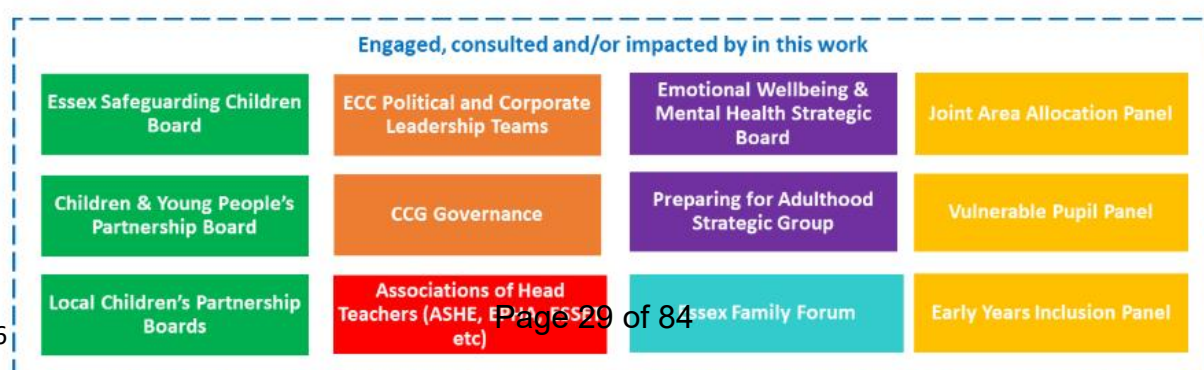 Engaged, consulted and/or impacted by in this work
Essex Safeguarding Children
Board
ECC Political and Corporate
Leadership Teams
Emotional Wellbeing &
Mental Health Strategic
Board
Joint Area Allocation Panel
Children & Young People's
Partnership Board
CCG Governance
Preparing for Adulthood
Strategic Group
Vulnerable Pupil Panel
Local Children's Partnership
Boards
Associations of Head
Teachers (ASHE,
etc)
Essex Family Forum
Early Years Inclusion Panel
Page 29 of 84
6